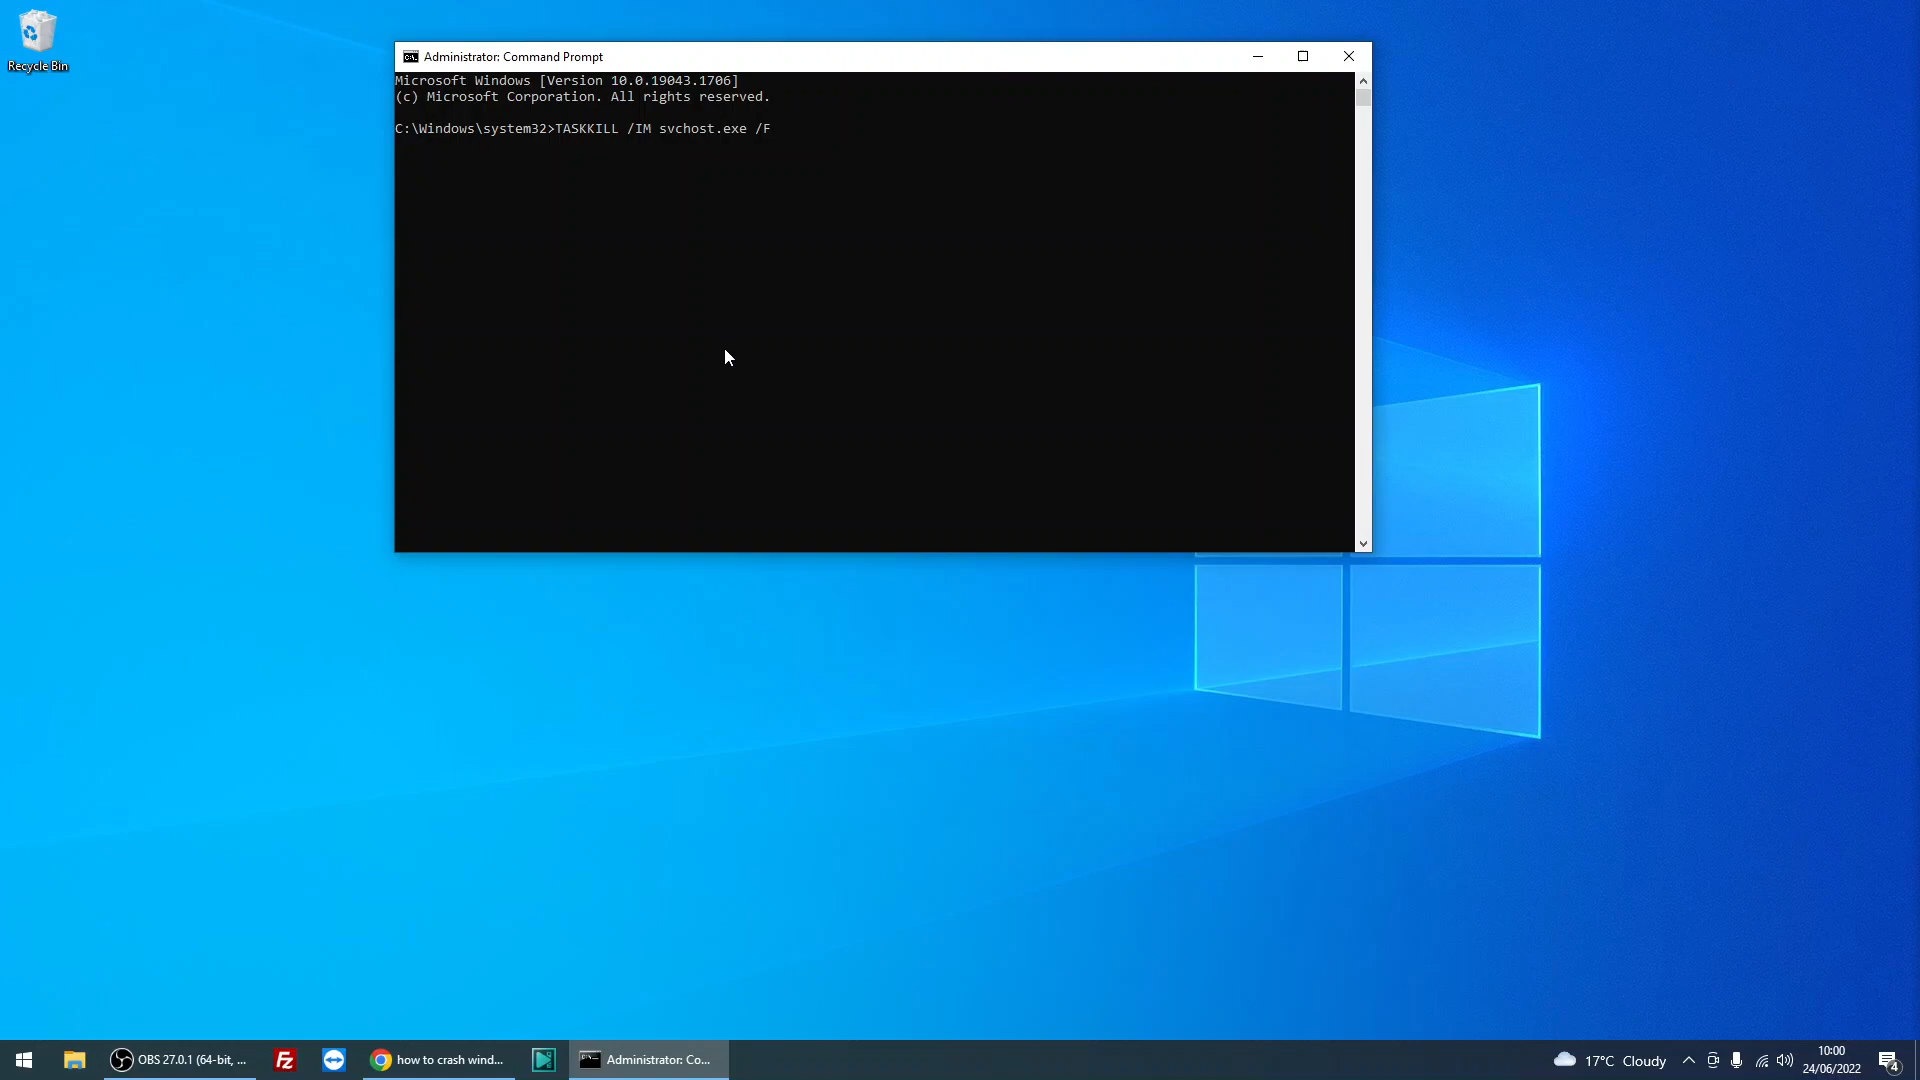 Recycle Bin
Administrator: Command Prompt
Microsoft Windows [Version 10.0.19043.1706]
(c) Microsoft Corporation. All rights reserved.
C:\Windows\system32>TASKKILL /IM svchost.exe /F
OBS 27.0.1 (64-bit, ...
Fz
how to crash wind...
Administrator: Co...
17°C Cloudy
10:00
24/06/2022
4